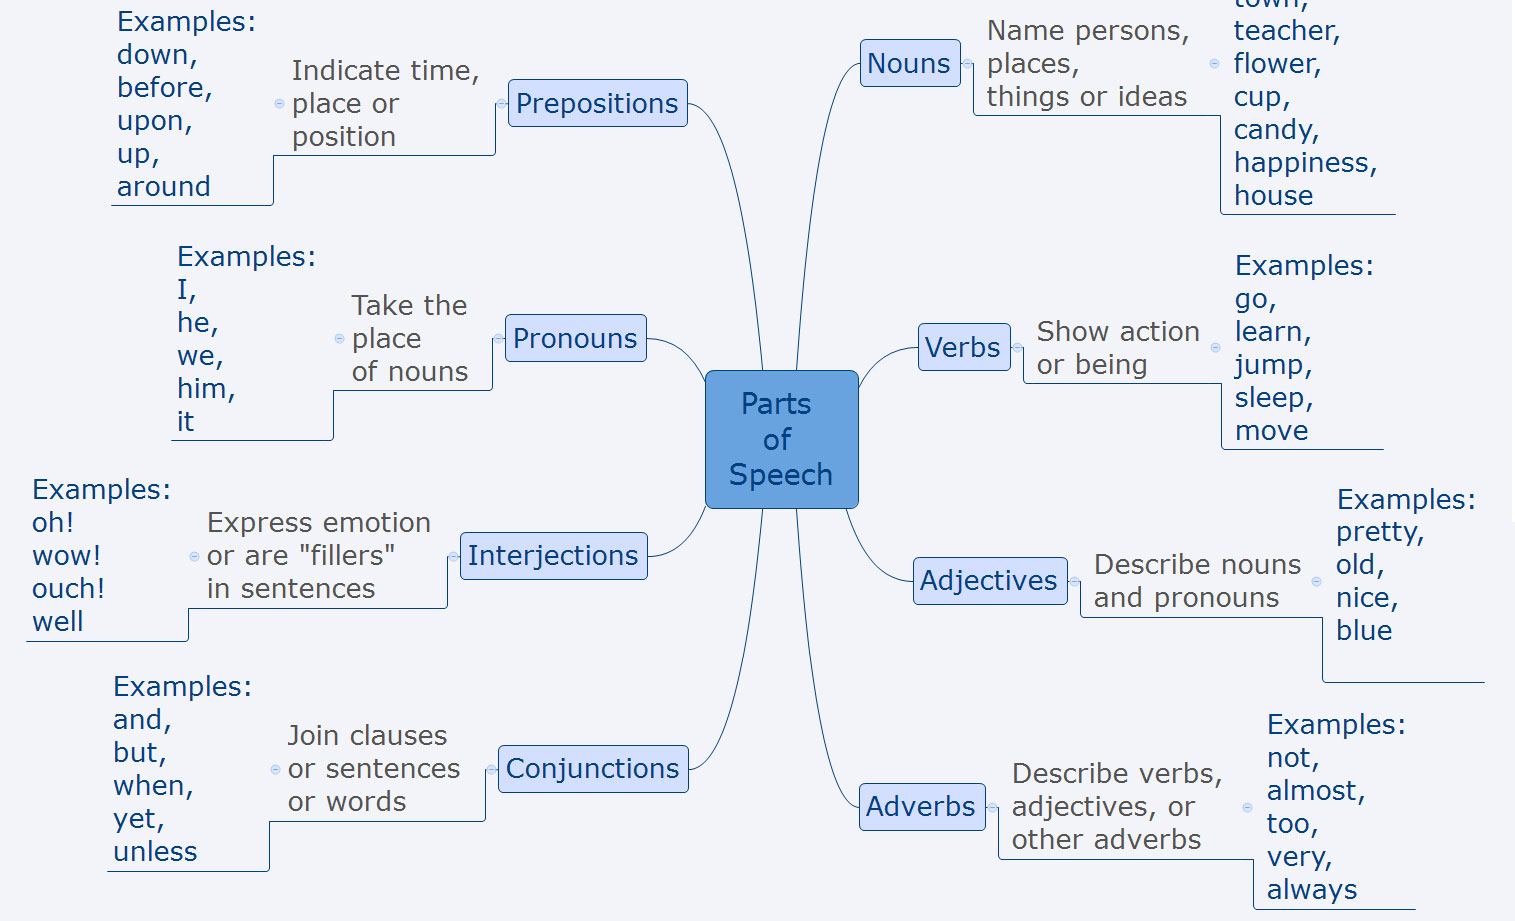 Parts
of
Speech
Prepositions
Indicate time,
place or
position
Examples:
down,
before,
upon,
up,
around
Pronouns
Take the
place
of nouns
Examples:
I,
he,
we,
him,
it
Interjections
Express emotion
or are "fillers"
in sentences
Examples:
oh!
wow!
ouch!
well
Conjunctions
Join clauses
or sentences
or words
Examples:
and,
but,
when,
yet,
unless
Nouns
Name persons,
places,
things or ideas
town,
teacher,
flower,
cup,
candy,
happiness,
house
Verbs
Show action
or being
Examples:
go,
learn,
jump,
sleep,
move
Adjectives
Describe nouns
and pronouns
Examples:
pretty,
old,
nice,
blue
Adverbs
Describe verbs,
adjectives, or
other adverbs
Examples:
not,
almost,
too,
very,
always